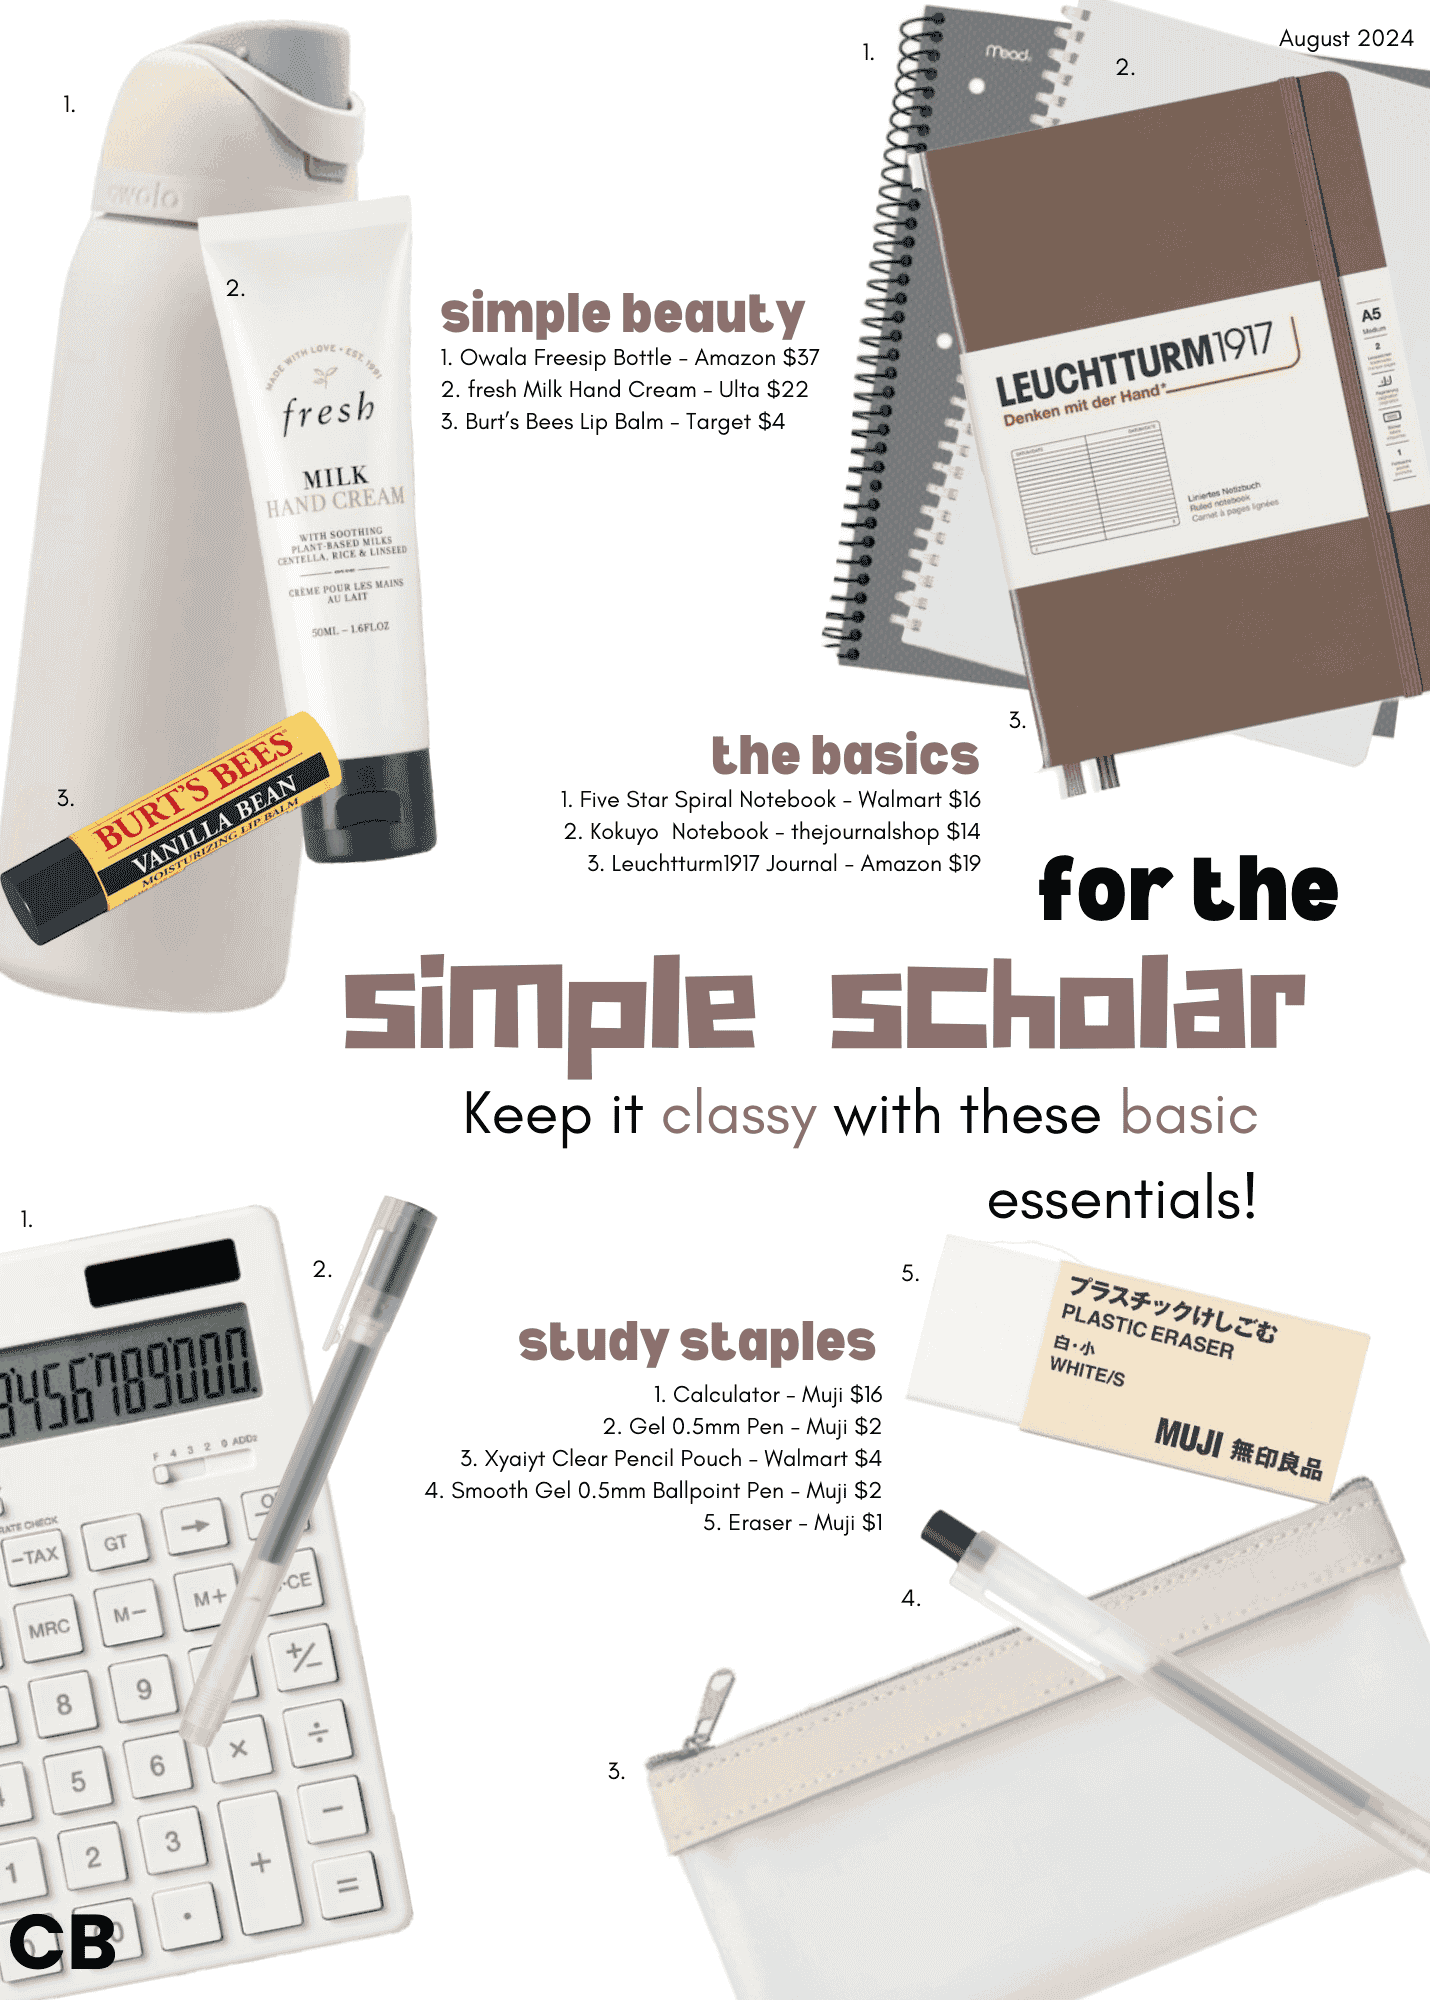 August 2024
1.
owala
2.
MADE WITH LOVE • EST. 1991
fresh
MILK
HAND CREAM
WITH SOOTHING
PLANT-BASED MILKS
CENTELLA, RICE & LINSEED
CRÈME POUR LES MAINS
AU LAIT
50ML – 1.6FLOZ
3.
BURT'S BEES
VANILLA BEAN
MOISTURIZING LIP BALM
simple beauty
1. Owala Freesip Bottle - Amazon $37
2. fresh Milk Hand Cream - Ulta $22
3. Burt's Bees Lip Balm - Target $4
1.
Mead
2.
LEUCHTTURM1917
Denken mit der Hand*
Liniertes Notizbuch
Ruled notebook
Carnet à pages lignées
A5
Medium
2
1
3.
the basics
1. Five Star Spiral Notebook - Walmart $16
2. Kokuyo  Notebook - thejournalshop $14
3. Leuchtturm1917 Journal - Amazon $19
for the
simple scholar
Keep it classy with these basic
essentials!
1.
3456789000.
F 4 3 2 0 ADD2
RATE CHECK
-TAX
GT
→
MRC
M−
M+
·CE
8
9
+/−
5
6
×
÷
1
2
3
+
−
0
·
=
2.
study staples
1. Calculator - Muji $16
2. Gel 0.5mm Pen - Muji $2
3. Xyaiyt Clear Pencil Pouch - Walmart $4
4. Smooth Gel 0.5mm Ballpoint Pen - Muji $2
5. Eraser - Muji $1
5.
プラスチックけしごむ
PLASTIC ERASER
白・小
WHITE/S
MUJI 無印良品
4.
3.
CB